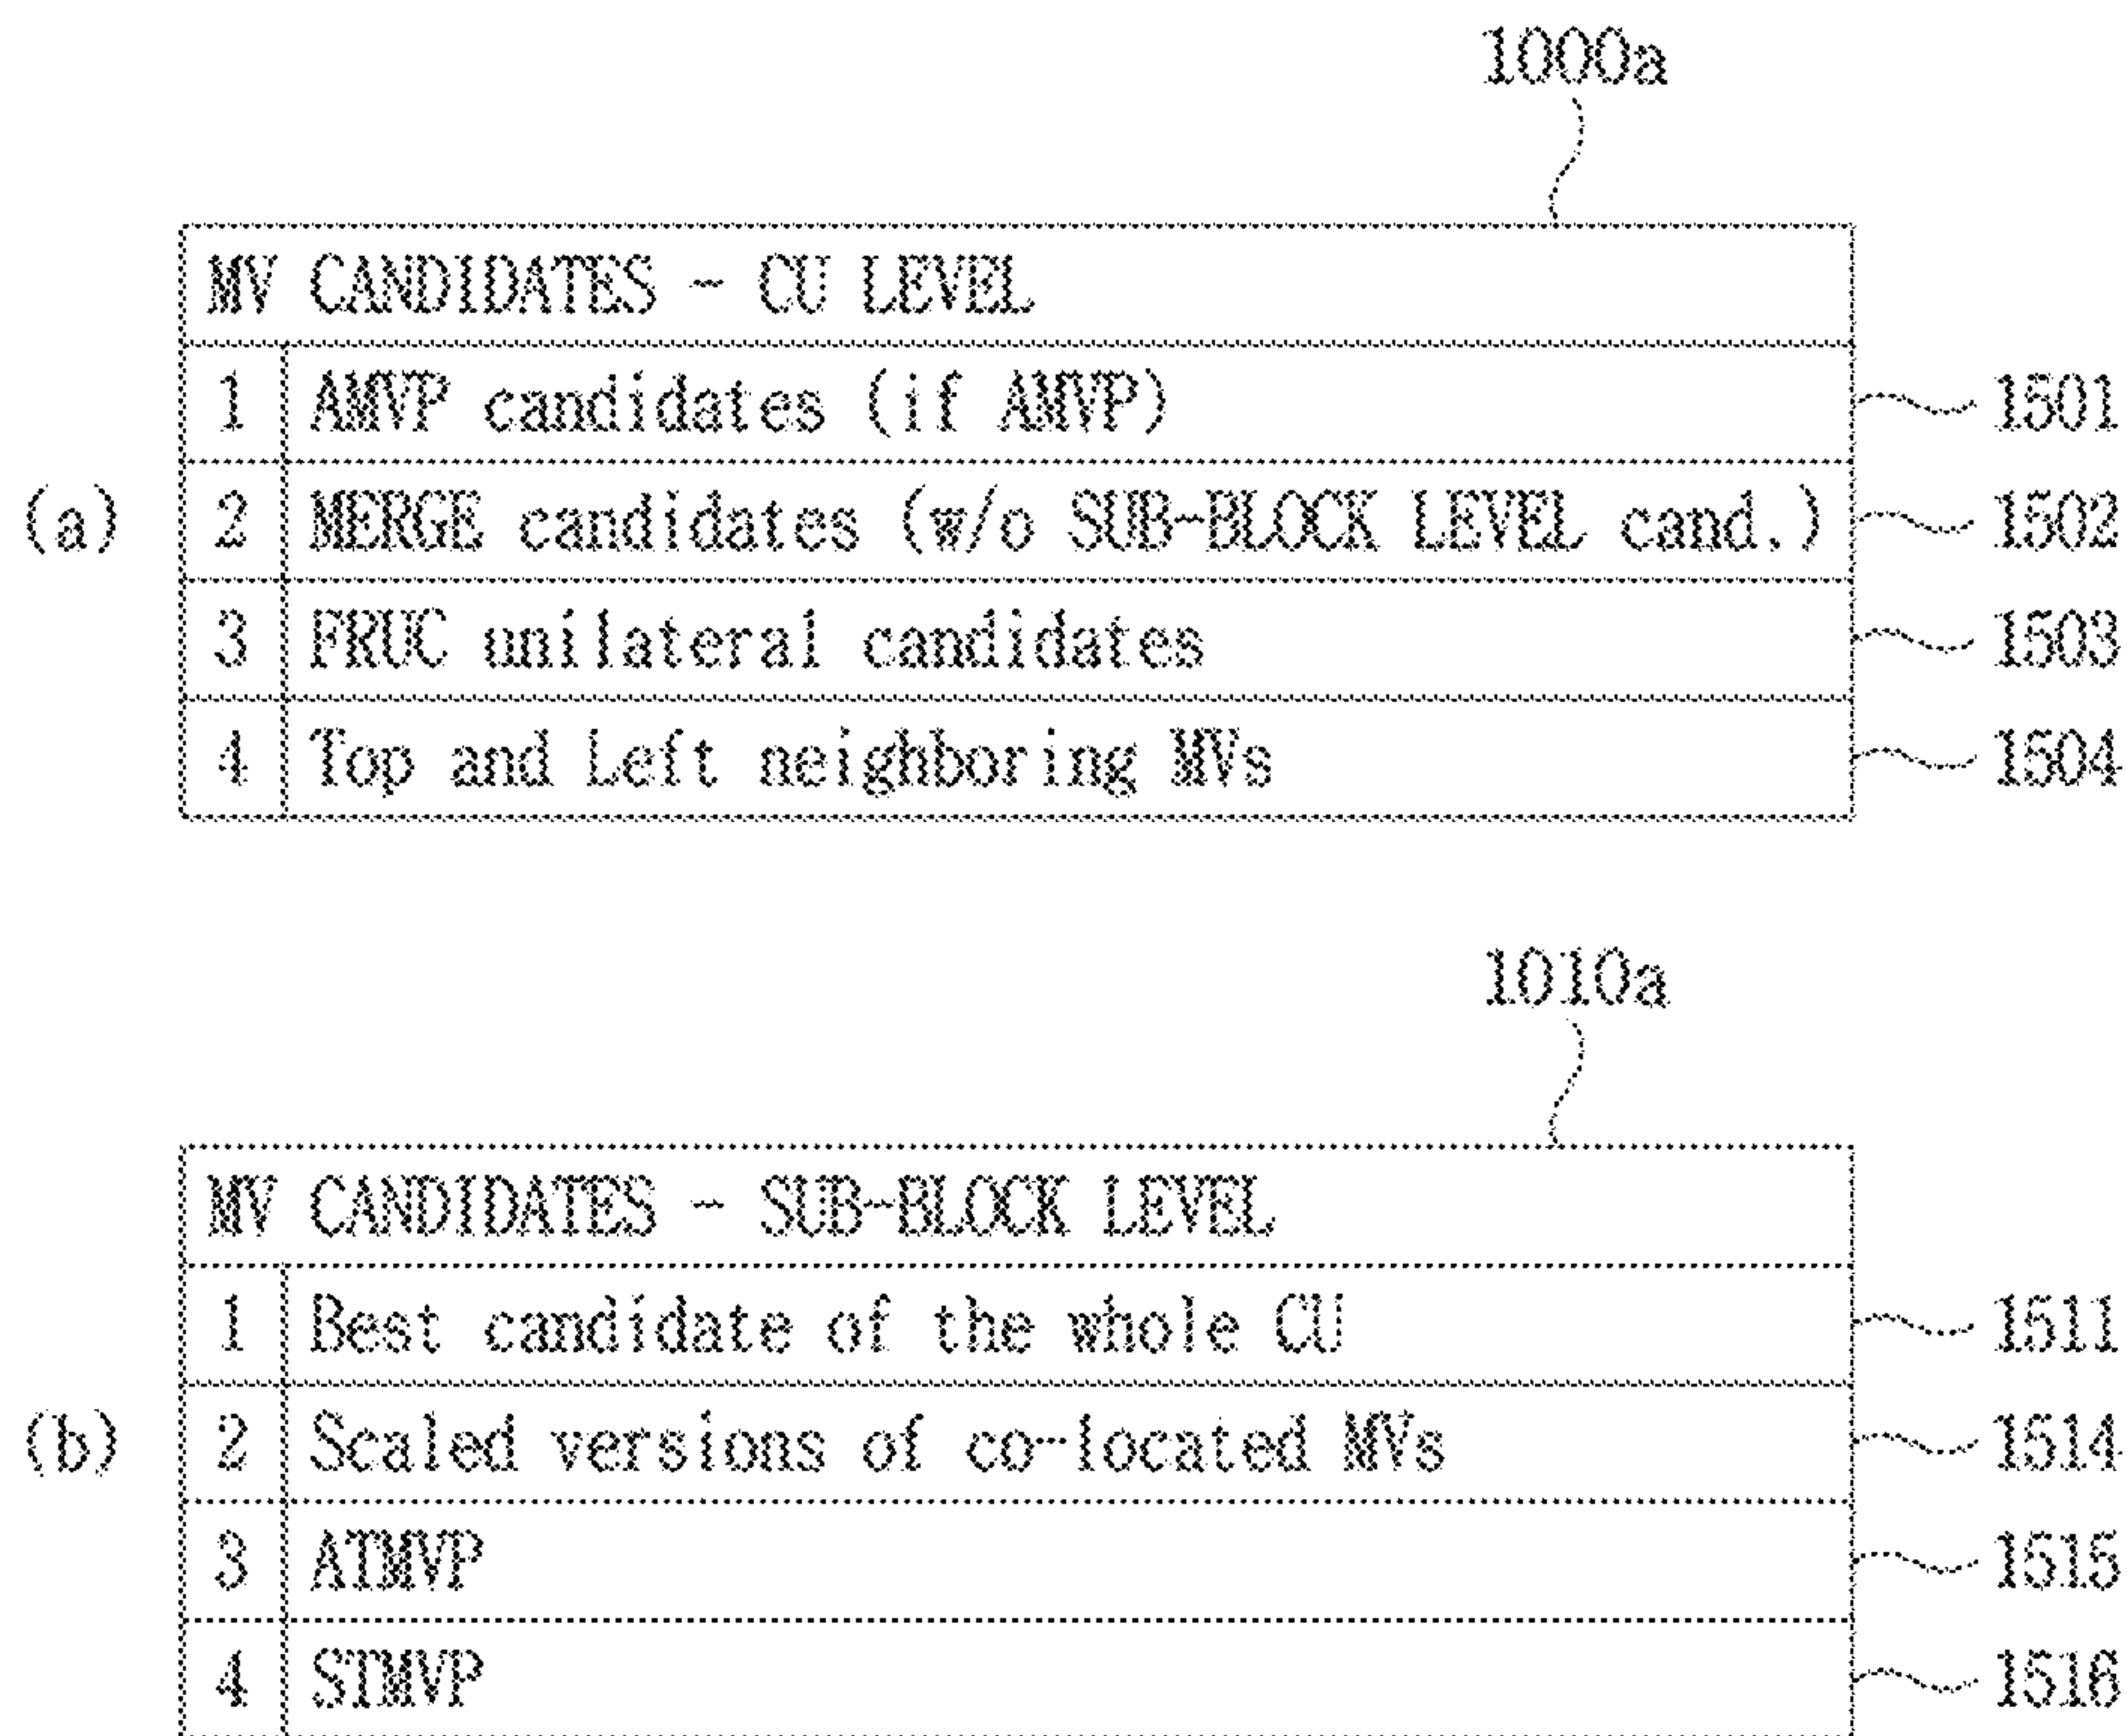 1000a
MV CANDIDATES - CU LEVEL
1 AMVP candidates (if AMVP) 1501
(a) 2 MERGE candidates (w/o SUB-BLOCK LEVEL cand.) 1502
3 FRUC unilateral candidates 1503
4 Top and Left neighboring MVs 1504
1010a
MV CANDIDATES - SUB-BLOCK LEVEL
1 Best candidate of the whole CU 1511
(b) 2 Scaled versions of co-located MVs 1514
3 ATMVP 1515
4 STMVP 1516